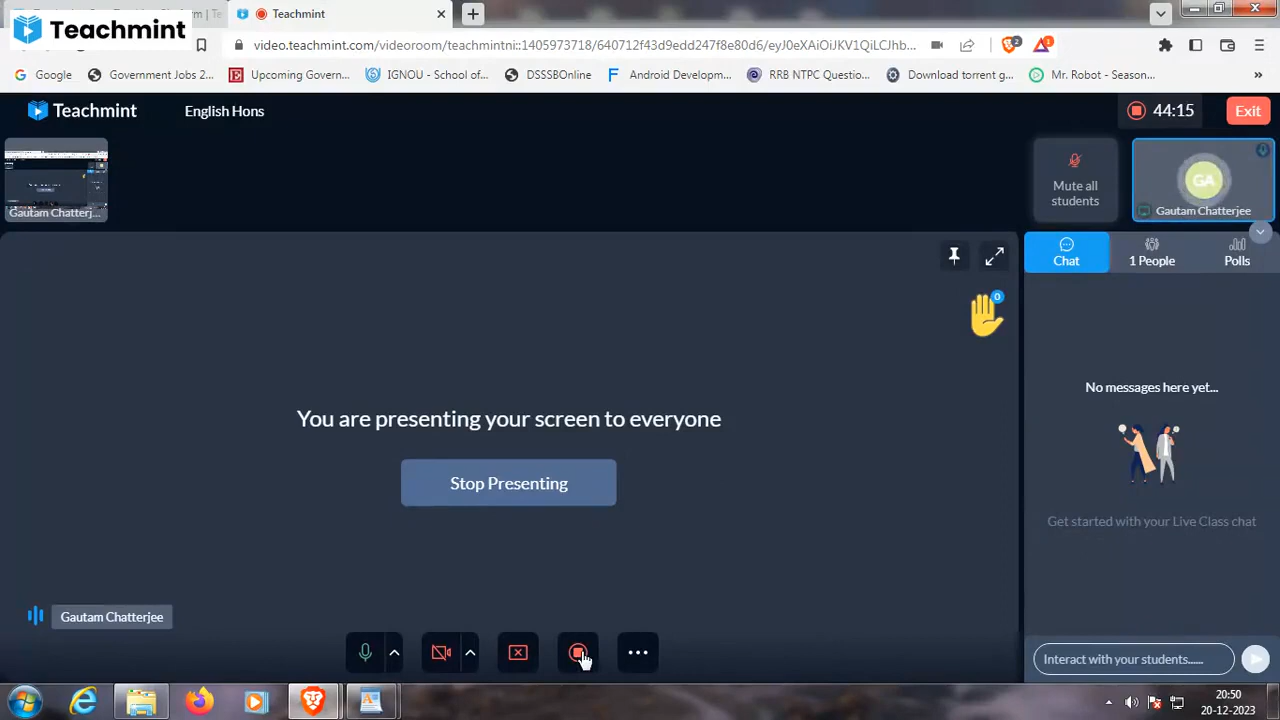 Teachmint
Teachmint
video.teachmint.com/videoroom/teachmintni::1405973718/640712f43d9edd247f8e80d6/eyJ0eXAiOiJKV1QiLCJhb...
2
1
Google
Government Jobs 2...
Upcoming Govern...
IGNOU - School of...
DSSSBOnline
Android Developm...
RRB NTPC Questio...
Download torrent g...
Mr. Robot - Season...
»
Teachmint
English Hons
44:15
Exit
Gautam Chatterj...
Mute all
students
GA
Gautam Chatterjee
Chat
1 People
Polls
0
You are presenting your screen to everyone
Stop Presenting
No messages here yet...
Get started with your Live Class chat
Gautam Chatterjee
Interact with your students......
20:50
20-12-2023